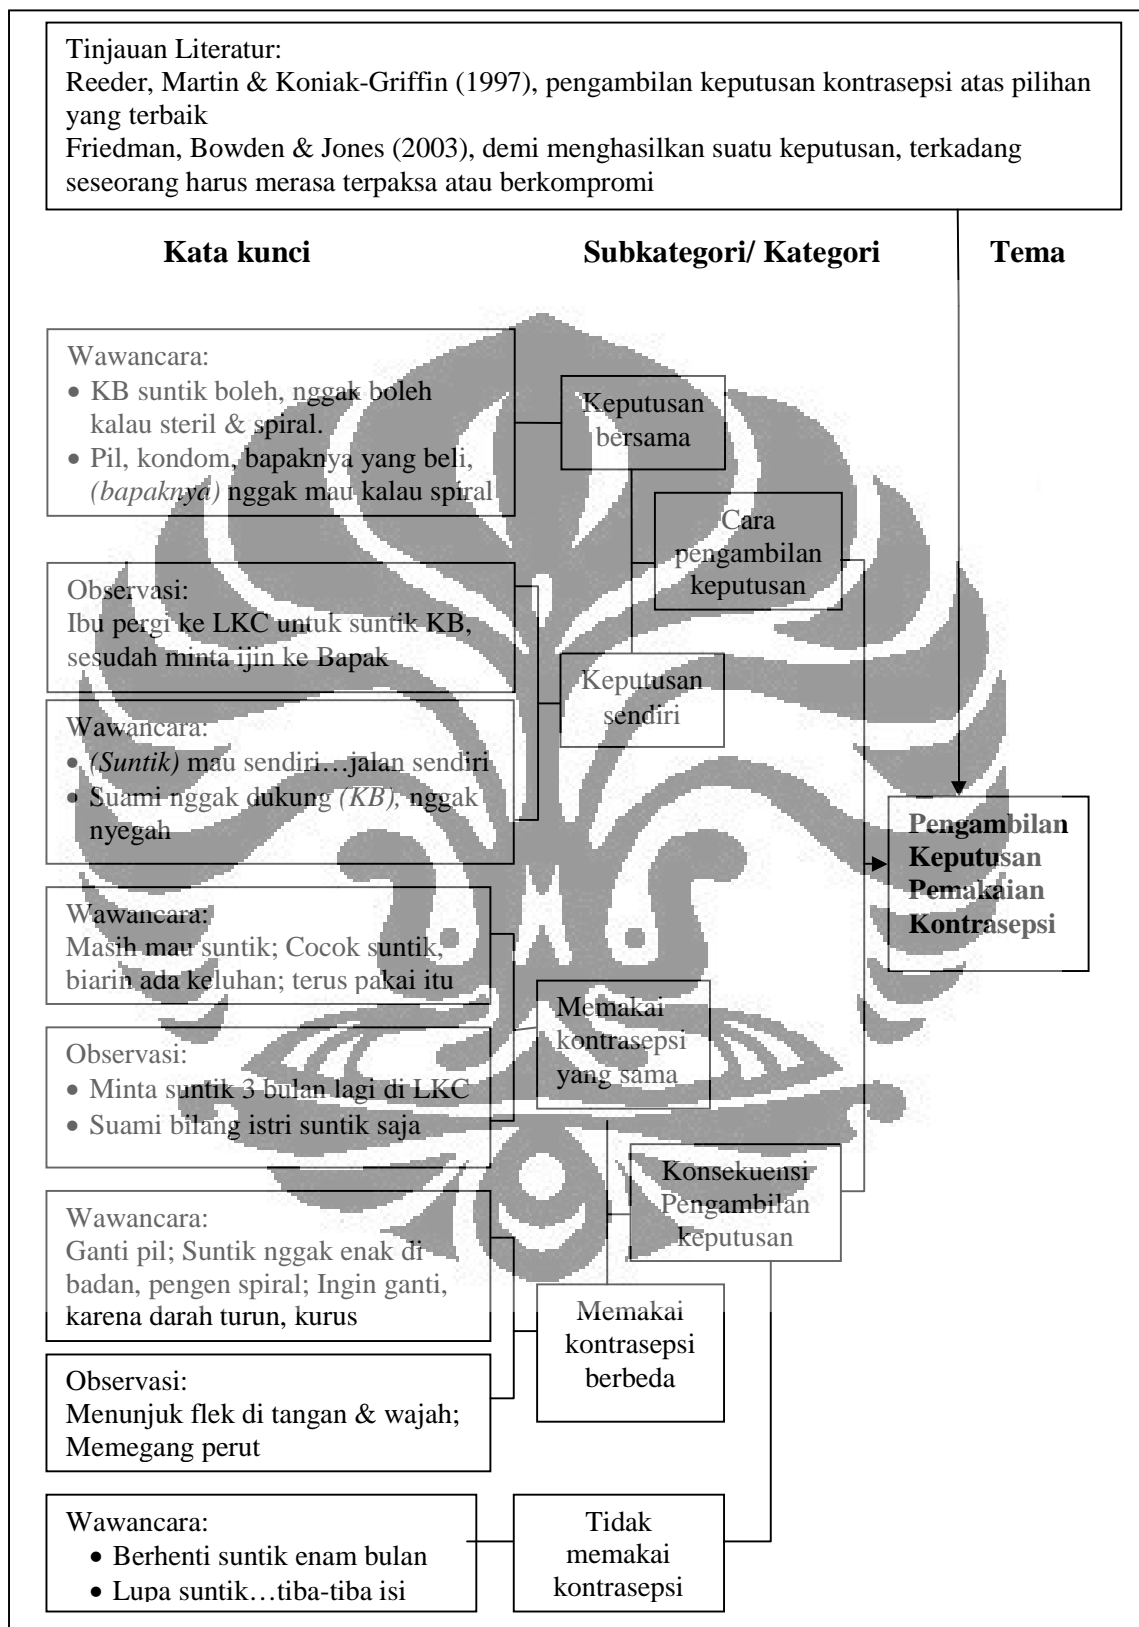 Tinjauan Literatur:
Reeder, Martin & Koniak-Griffin (1997), pengambilan keputusan kontrasepsi atas pilihan
yang terbaik
Friedman, Bowden & Jones (2003), demi menghasilkan suatu keputusan, terkadang
seseorang harus merasa terpaksa atau berkompromi
Kata kunci
Subkategori/ Kategori
Tema
Wawancara:
• KB suntik boleh, nggak boleh
kalau steril & spiral.
• Pil, kondom, bapaknya yang beli,
(bapaknya) nggak mau kalau spiral
Keputusan
bersama
Cara
pengambilan
keputusan
Observasi:
Ibu pergi ke LKC untuk suntik KB,
sesudah minta ijin ke Bapak
Keputusan
sendiri
Wawancara:
• (Suntik) mau sendiri…jalan sendiri
• Suami nggak dukung (KB), nggak
nyegah
Pengambilan
Keputusan
Pemakaian
Kontrasepsi
Wawancara:
Masih mau suntik; Cocok suntik,
biarin ada keluhan; terus pakai itu
Memakai
kontrasepsi
yang sama
Observasi:
• Minta suntik 3 bulan lagi di LKC
• Suami bilang istri suntik saja
Konsekuensi
Pengambilan
keputusan
Wawancara:
Ganti pil; Suntik nggak enak di
badan, pengen spiral; Ingin ganti,
karena darah turun, kurus
Memakai
kontrasepsi
berbeda
Observasi:
Menunjuk flek di tangan & wajah;
Memegang perut
Wawancara:
• Berhenti suntik enam bulan
• Lupa suntik…tiba-tiba isi
Tidak
memakai
kontrasepsi